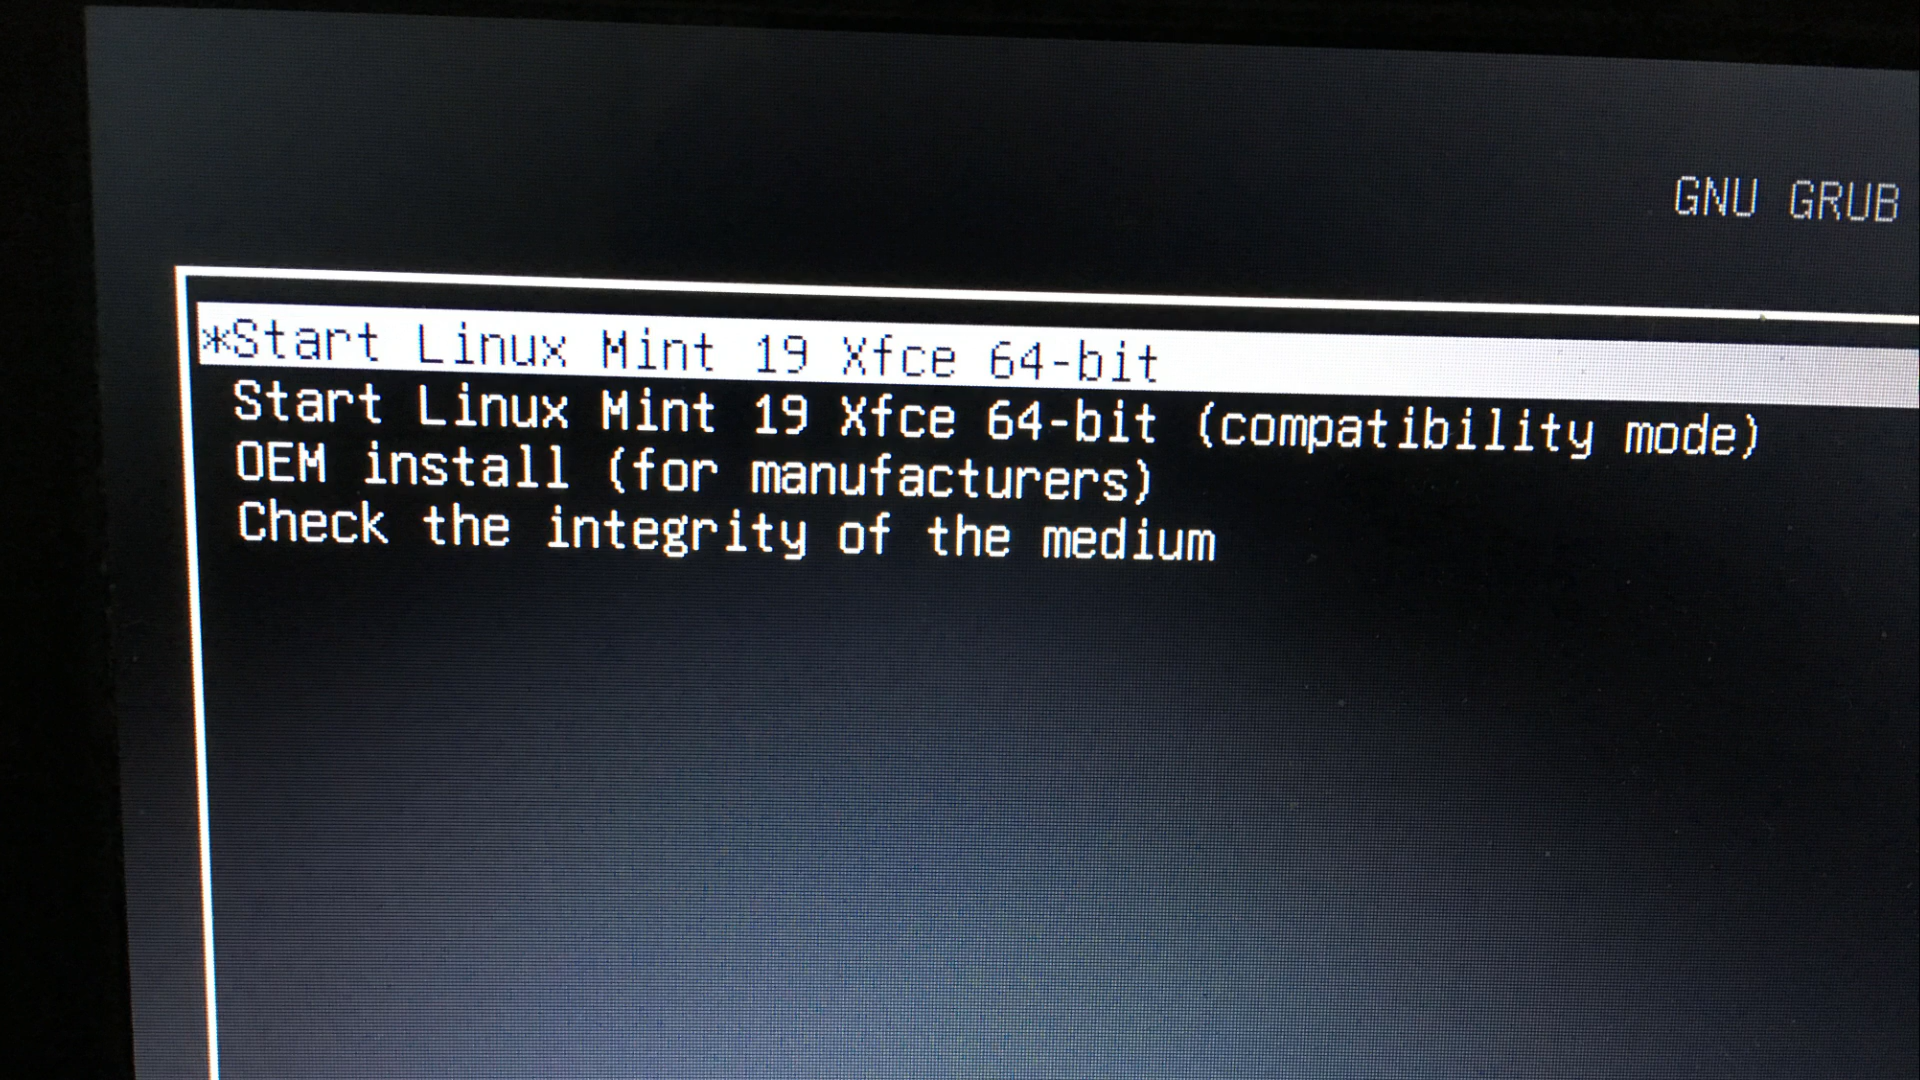 GNU GRUB
*Start Linux Mint 19 Xfce 64-bit
Start Linux Mint 19 Xfce 64-bit (compatibility mode)
OEM install (for manufacturers)
Check the integrity of the medium